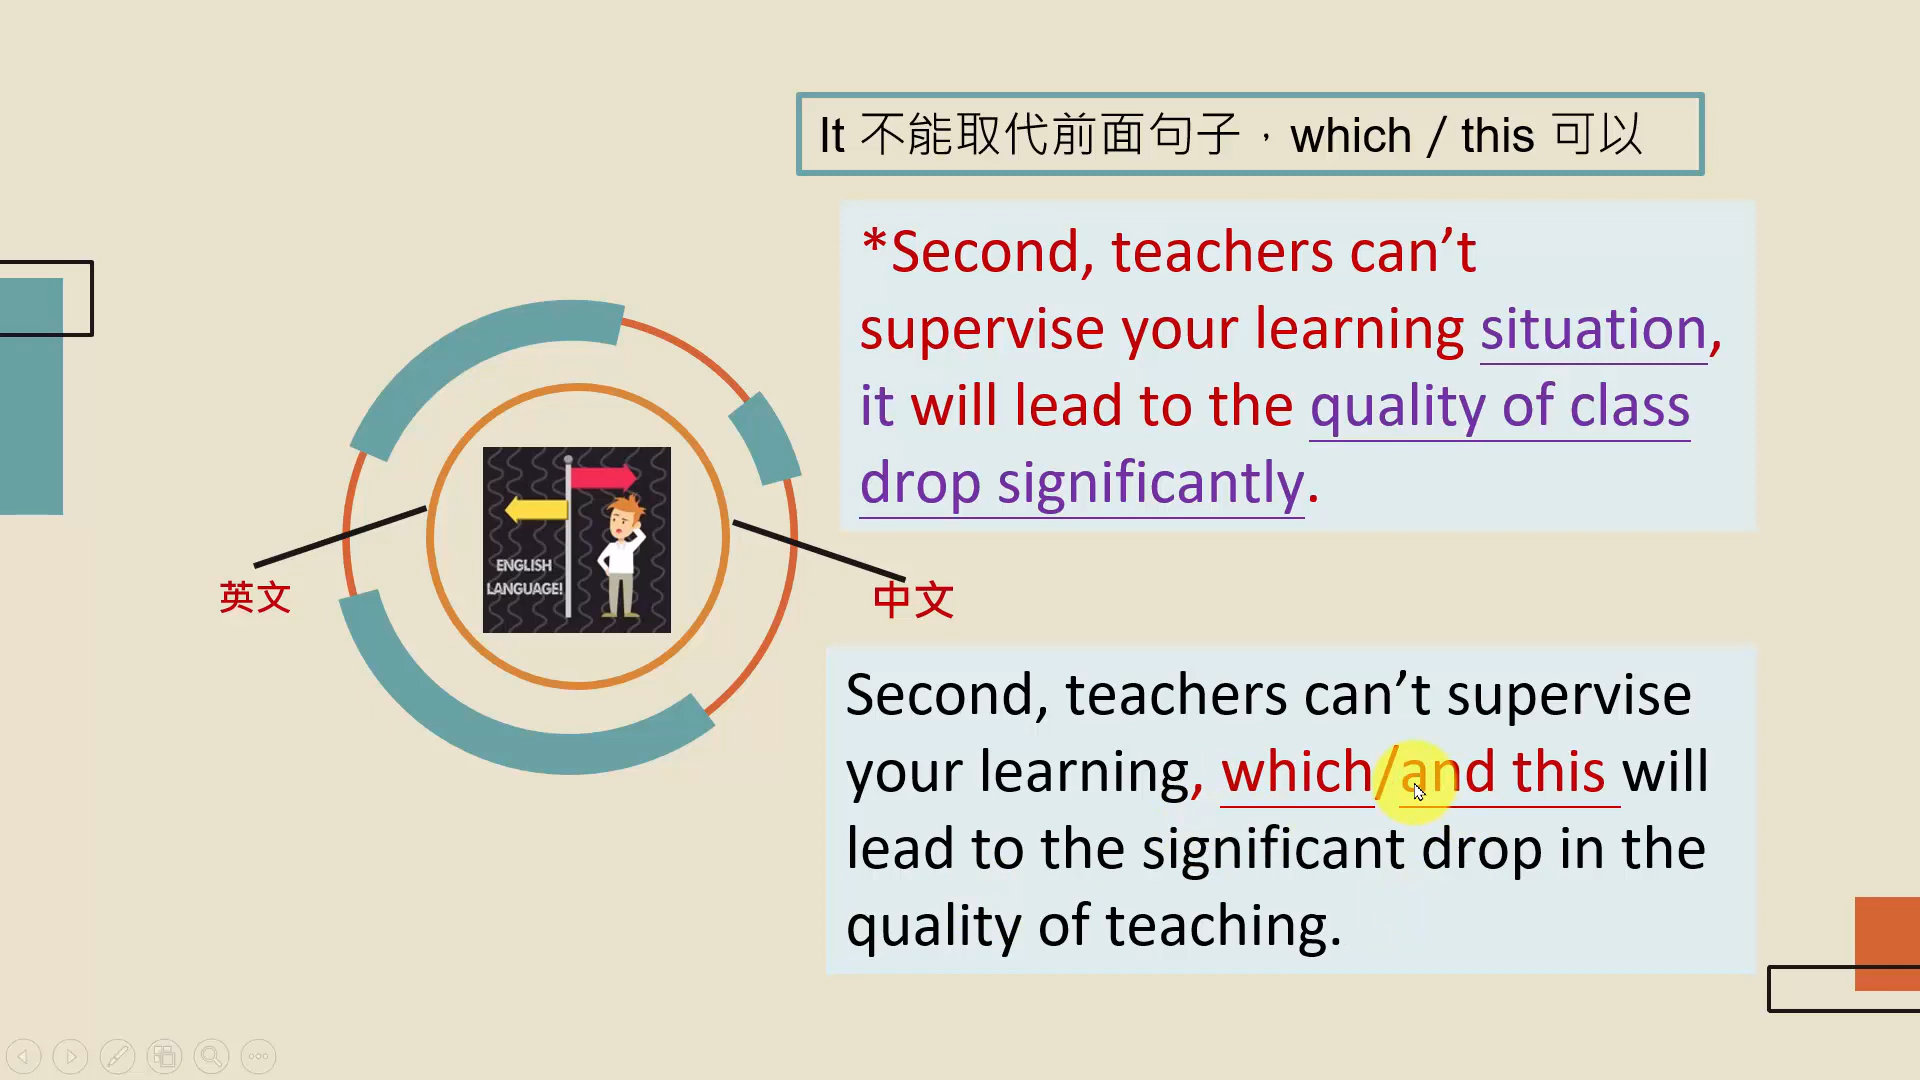 It 不能取代前面句子，which / this 可以
*Second, teachers can’t
supervise your learning situation,
it will lead to the quality of class
drop significantly.
ENGLISH
LANGUAGE!
英文
中文
Second, teachers can’t supervise
your learning, which/and this will
lead to the significant drop in the
quality of teaching.